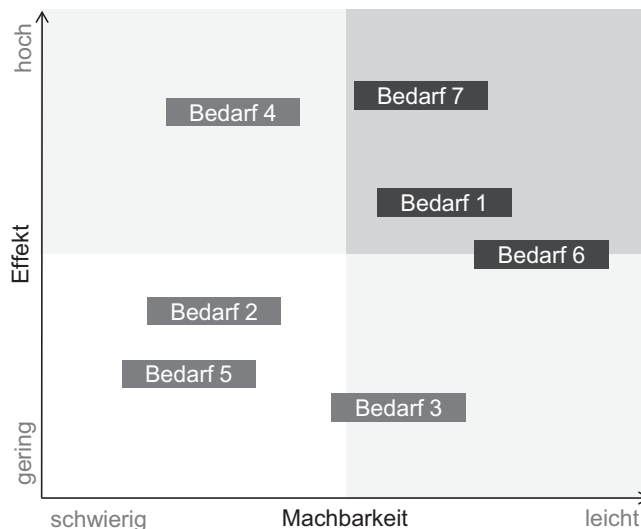 hoch
Bedarf 7
Bedarf 4
Bedarf 1
Effekt
Bedarf 6
Bedarf 2
Bedarf 5
Bedarf 3
gering
schwierig
Machbarkeit
leicht